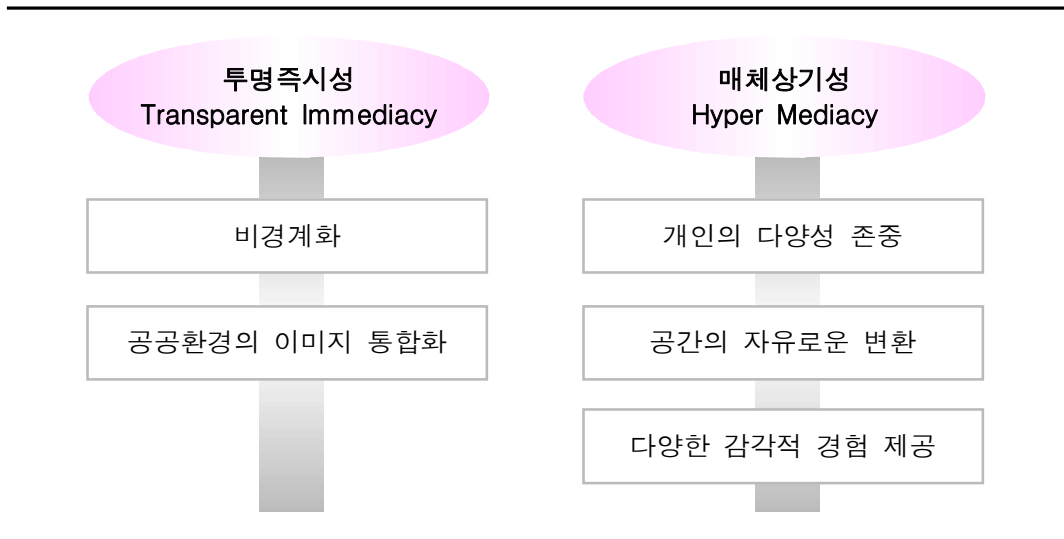 투명즉시성
Transparent Immediacy
비경계화
공공환경의 이미지 통합화
매체상기성
Hyper Mediacy
개인의 다양성 존중
공간의 자유로운 변환
다양한 감각적 경험 제공